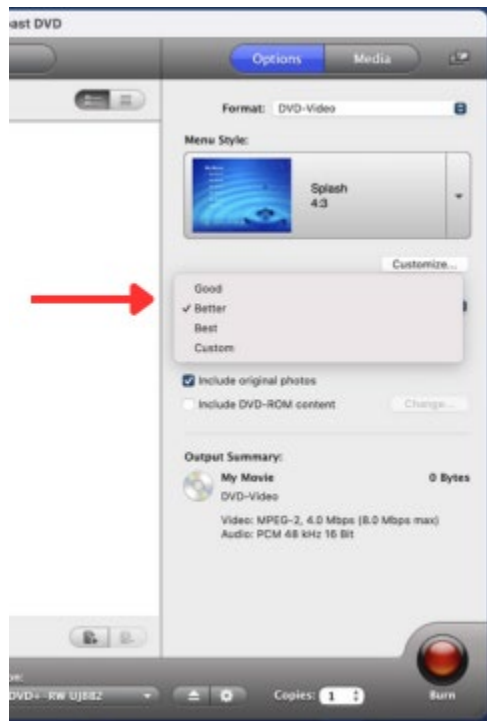 ast DVD
Options Media
Format: DVD-Video
Menu Style:
Splash
4:3
Customize...
Good
✓ Better
Best
Custom
Include original photos
Include DVD-ROM content Change...
Output Summary:
My Movie 0 Bytes
DVD-Video
Video: MPEG-2, 4.0 Mbps (8.0 Mbps max)
Audio: PCM 48 kHz 16 Bit
DVD+-RW UJ882 Copies: 1 Burn